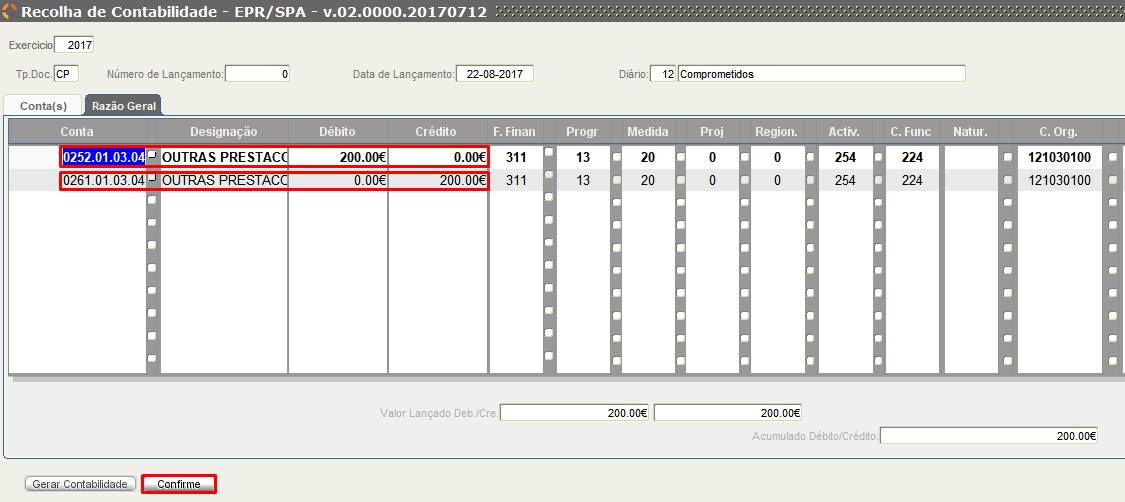 Recolha de Contabilidade - EPR/SPA - v.02.0000.20170712
Exercicio 2017
Tp.Doc. CP Número de Lançamento: 0 Data de Lançamento: 22-08-2017 Diário: 12 Comprometidos
Conta(s) Razão Geral
Conta Designação Débito Crédito F. Finan Progr Medida Proj Region. Activ. C. Func Natur. C. Org.
0252.01.03.04 OUTRAS PRESTACC 200.00€ 0.00€ 311 13 20 0 0 254 224 121030100
0261.01.03.04 OUTRAS PRESTACC 0.00€ 200.00€ 311 13 20 0 0 254 224 121030100
Valor Lançado Deb./Cre. 200.00€ 200.00€
Acumulado Débito/Crédito: 200.00€
Gerar Contabilidade Confirme